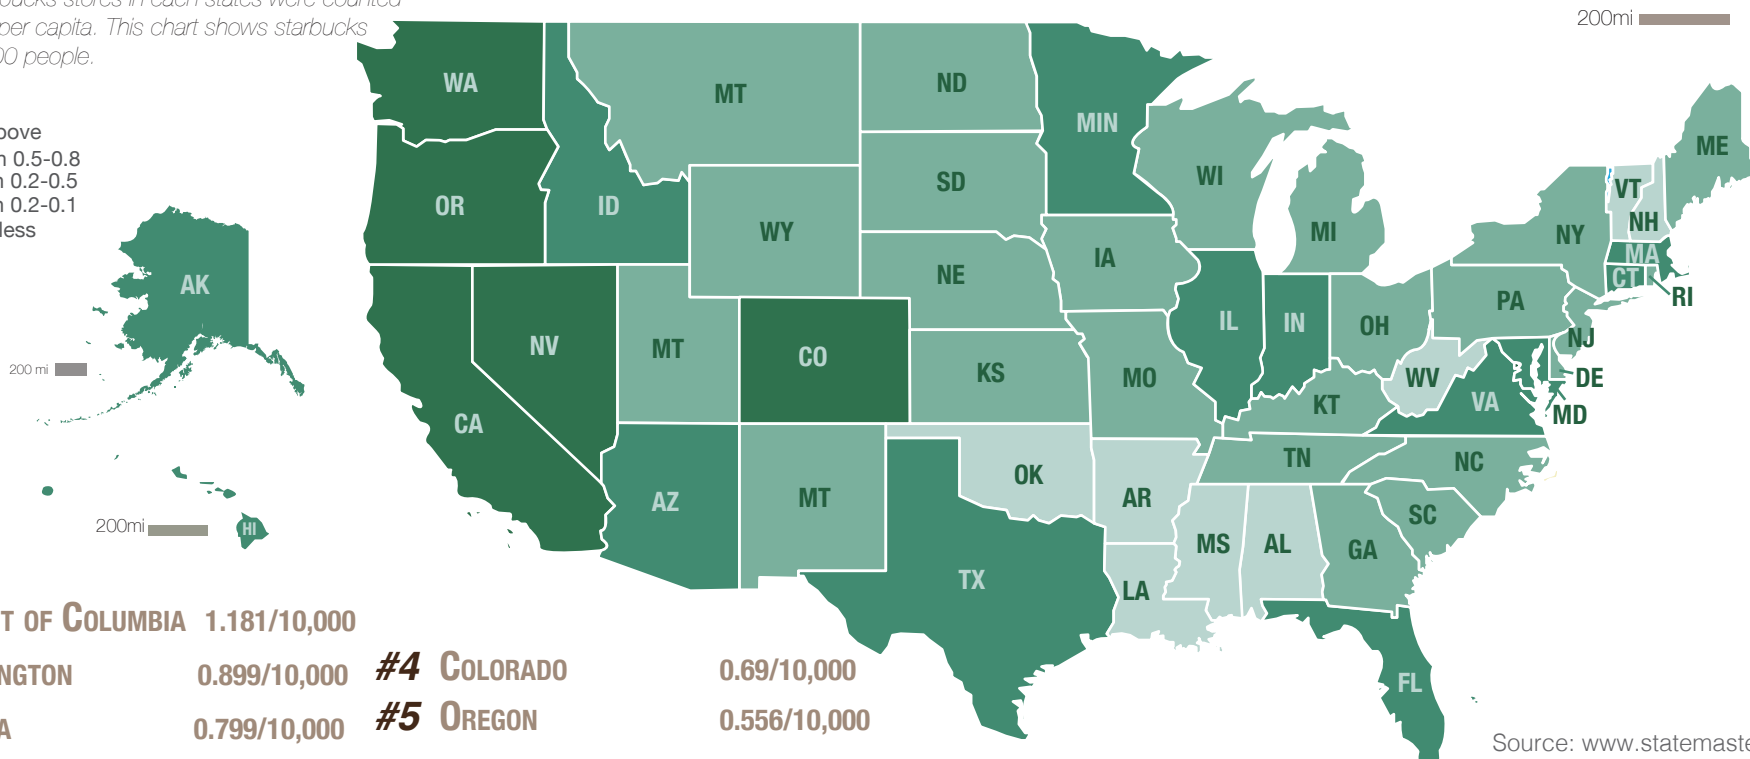 per capita. This chart shows starbucks
people.
200mi
0.5-0.8
0.2-0.5
0.2-0.1
less
WA
MT
ND
MIN
WI
ME
OR
ID
WY
SD
IA
MI
NY
VT
NH
MA
CT
RI
AK
NE
NV
MT
CO
KS
MO
IL
IN
OH
PA
NJ
DE
MD
WV
VA
KT
200 mi
CA
AZ
MT
OK
AR
TN
NC
SC
MS
AL
GA
LA
TX
FL
HI
200mi
OF COLUMBIA 1.181/10,000
0.899/10,000
0.799/10,000
#4 COLORADO 0.69/10,000
#5 OREGON 0.556/10,000
Source: